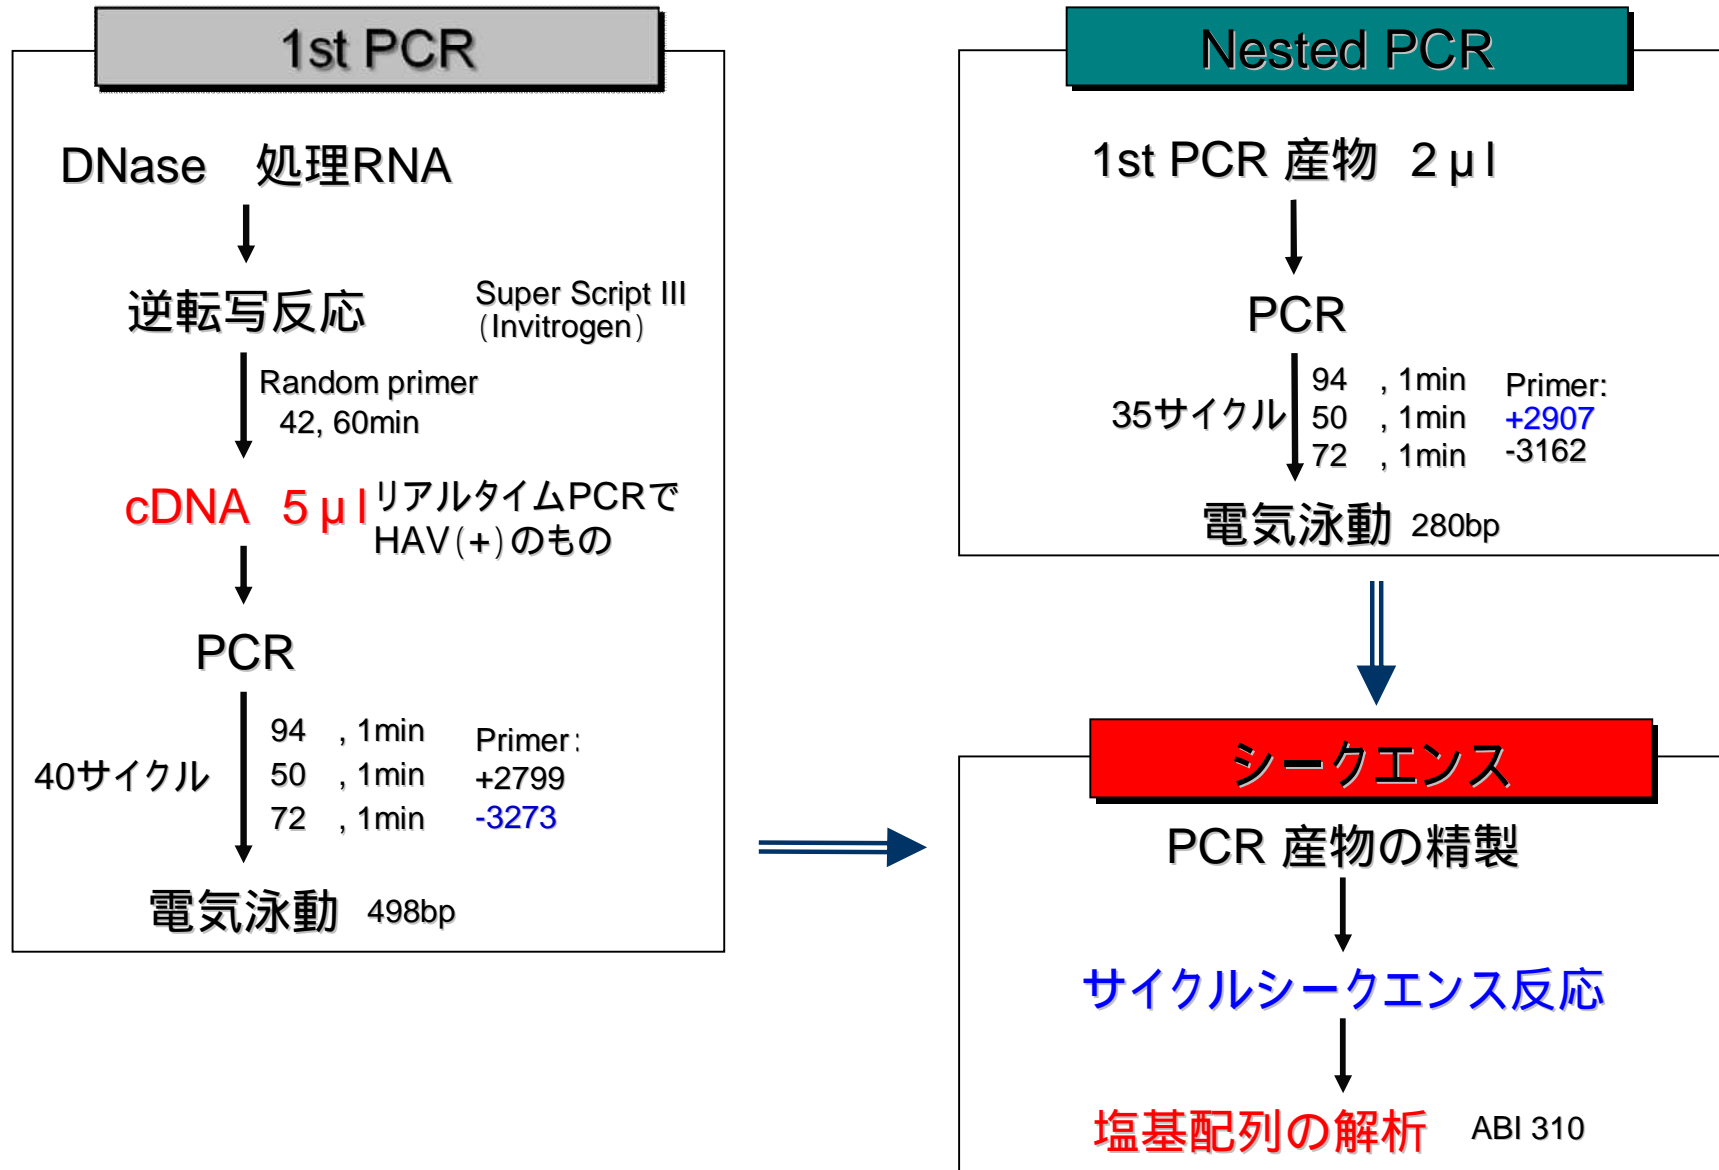 1st PCR
DNase 処理RNA
逆転写反応
Super Script III
(Invitrogen)
Random primer
42, 60min
cDNA 5μl
リアルタイムPCRで
HAV(+)のもの
PCR
40サイクル
94 , 1min
50 , 1min
72 , 1min
Primer:
+2799
-3273
電気泳動 498bp
Nested PCR
1st PCR 産物 2μl
PCR
35サイクル
94 , 1min
50 , 1min
72 , 1min
Primer:
+2907
-3162
電気泳動 280bp
シークエンス
PCR 産物の精製
サイクルシークエンス反応
塩基配列の解析 ABI 310